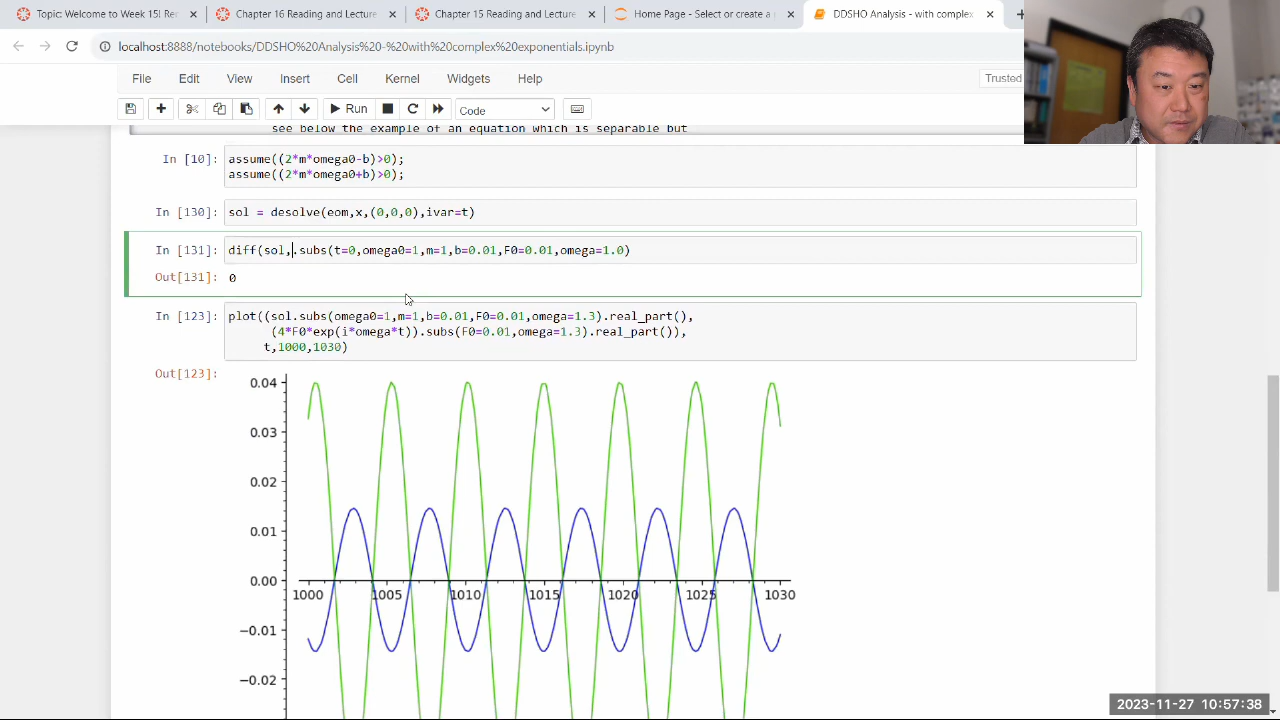 Topic: Welcome to Week 15! Re
Chapter 16 Reading and Lecture
Chapter 15 Reading and Lecture
Home Page - Select or create a
DDSHO Analysis - with complex
localhost:8888/notebooks/DDSHO%20Analysis%20-%20with%20complex%20exponentials.ipynb
File Edit View Insert Cell Kernel Widgets Help Trusted
Run Code
see below the example of an equation which is separable but
In [10]: assume((2*m*omega0-b)>0);
assume((2*m*omega0+b)>0);
In [130]: sol = desolve(eom,x,(0,0,0),ivar=t)
In [131]: diff(sol,.subs(t=0,omega0=1,m=1,b=0.01,F0=0.01,omega=1.0)
Out[131]: 0
In [123]: plot((sol.subs(omega0=1,m=1,b=0.01,F0=0.01,omega=1.3).real_part(),
(4*F0*exp(i*omega*t)).subs(F0=0.01,omega=1.3).real_part()),
t,1000,1030)
Out[123]:
0.04
0.03
0.02
0.01
0.00
1000 1005 1010 1015 1020 1025 1030
−0.01
−0.02
2023-11-27 10:57:38